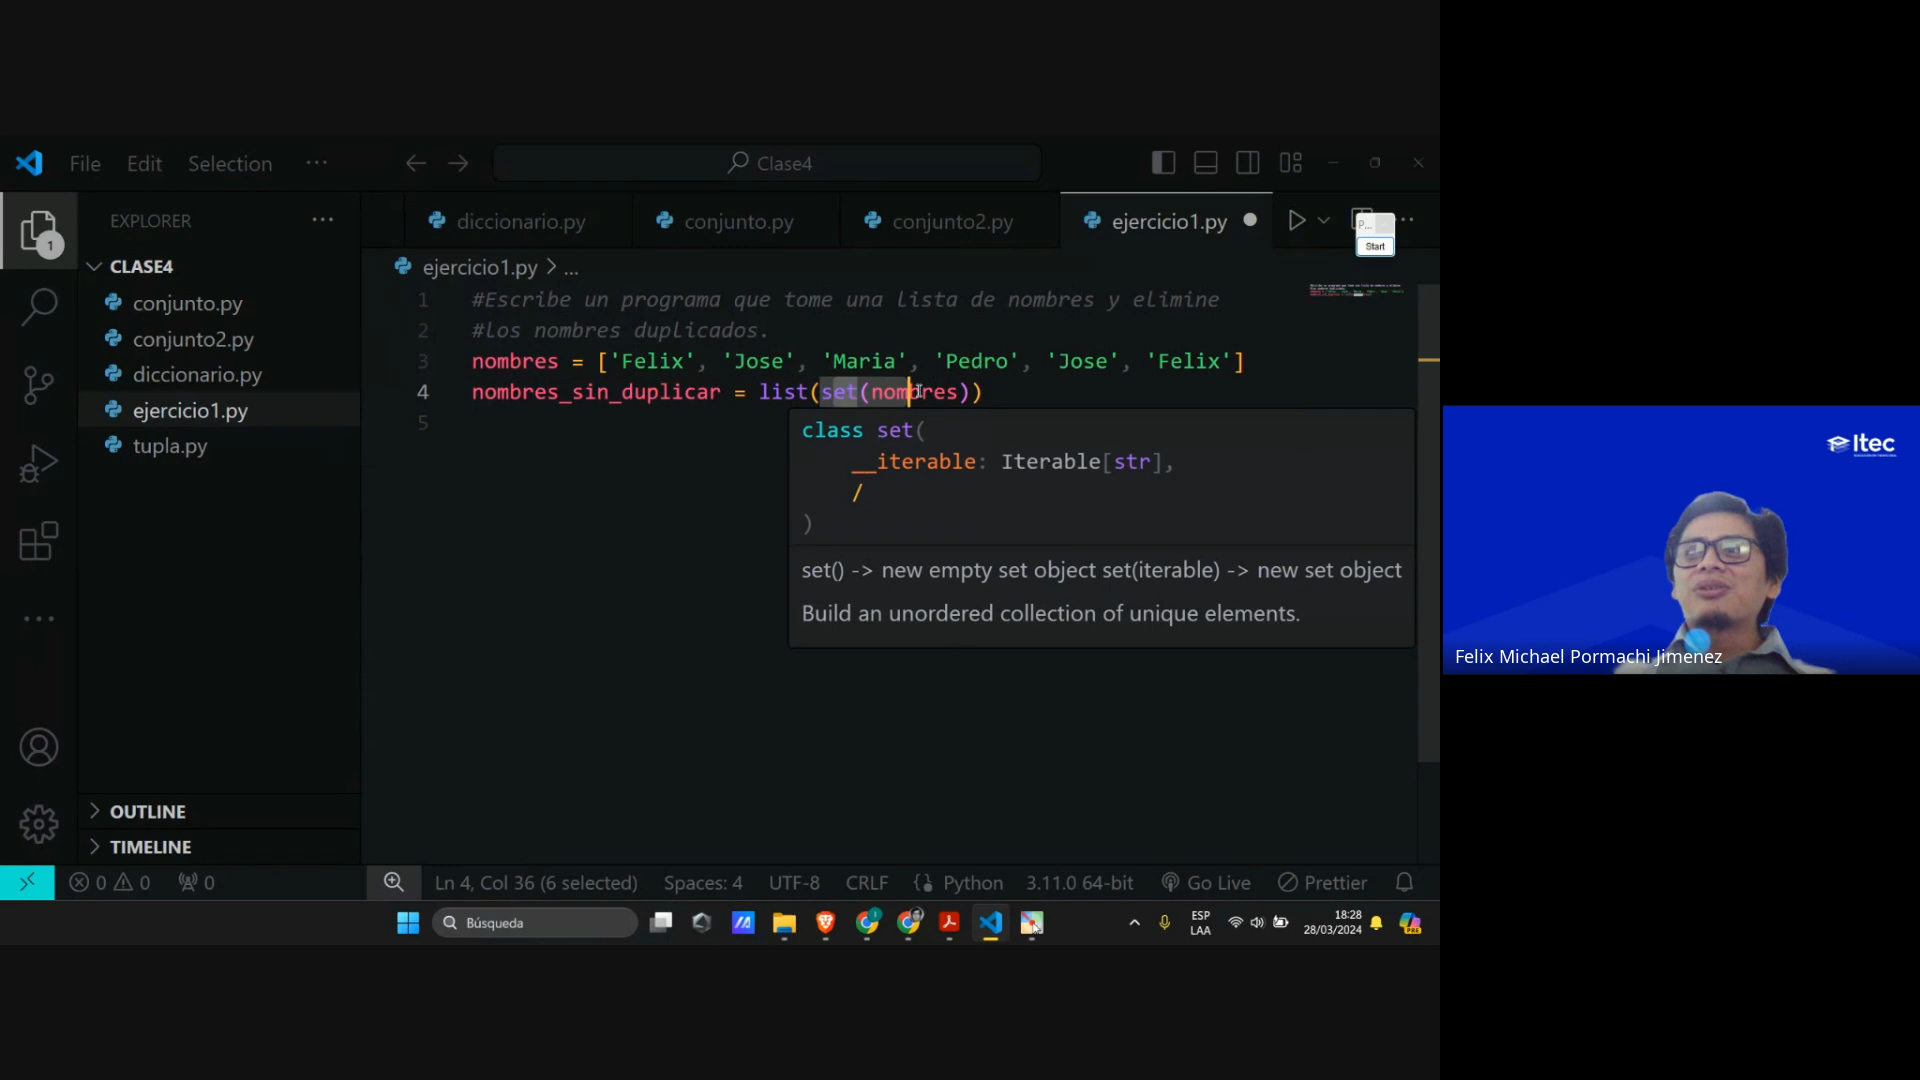 File Edit Selection ...
Clase4
EXPLORER ...
diccionario.py
conjunto.py
conjunto2.py
ejercicio1.py
P...
Start
CLASE4
conjunto.py
conjunto2.py
diccionario.py
ejercicio1.py
tupla.py
OUTLINE
TIMELINE
ejercicio1.py > ...
1 #Escribe un programa que tome una lista de nombres y elimine
2 #los nombres duplicados.
3 nombres = ['Felix', 'Jose', 'Maria', 'Pedro', 'Jose', 'Felix']
4 nombres_sin_duplicar = list(set(nombres))
5
class set(
__iterable: Iterable[str],
/
)
set() -> new empty set object set(iterable) -> new set object
Build an unordered collection of unique elements.
1
0 0 0 Ln 4, Col 36 (6 selected) Spaces: 4 UTF-8 CRLF Python 3.11.0 64-bit Go Live Prettier
Búsqueda
ESP
LAA
18:28
28/03/2024
PRE
Itec
Felix Michael Pormachi Jimenez